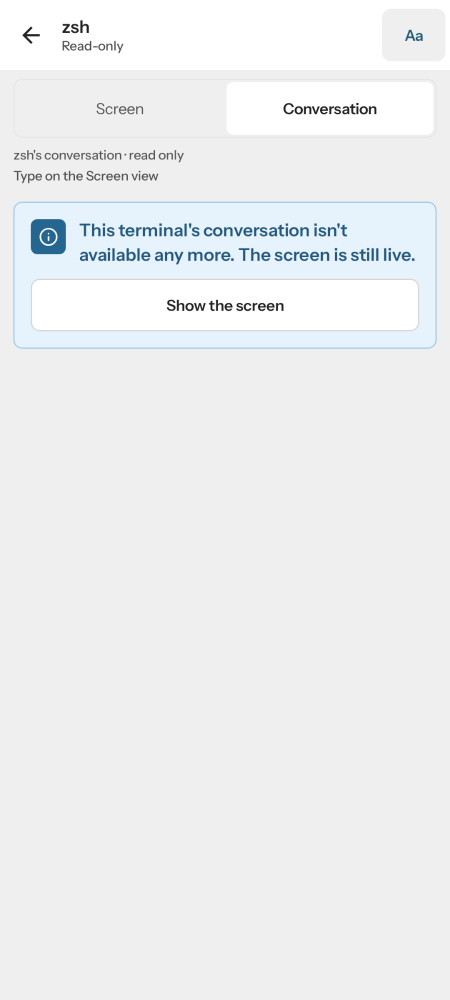 zsh
Read-only
Aa
Screen
Conversation
zsh's conversation · read only
Type on the Screen view
This terminal's conversation isn't
available any more. The screen is still live.
Show the screen